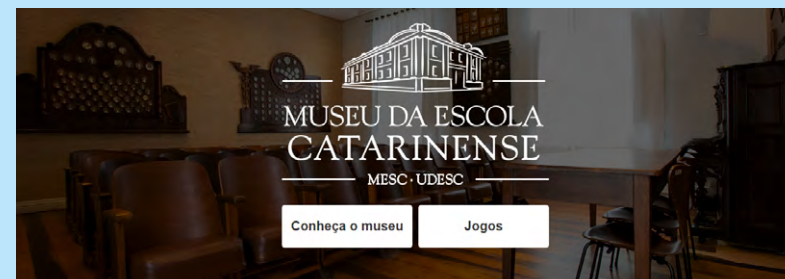 MUSEU DA ESCOLA
CATARINENSE
MESC · UDESC
Conheça o museu
Jogos